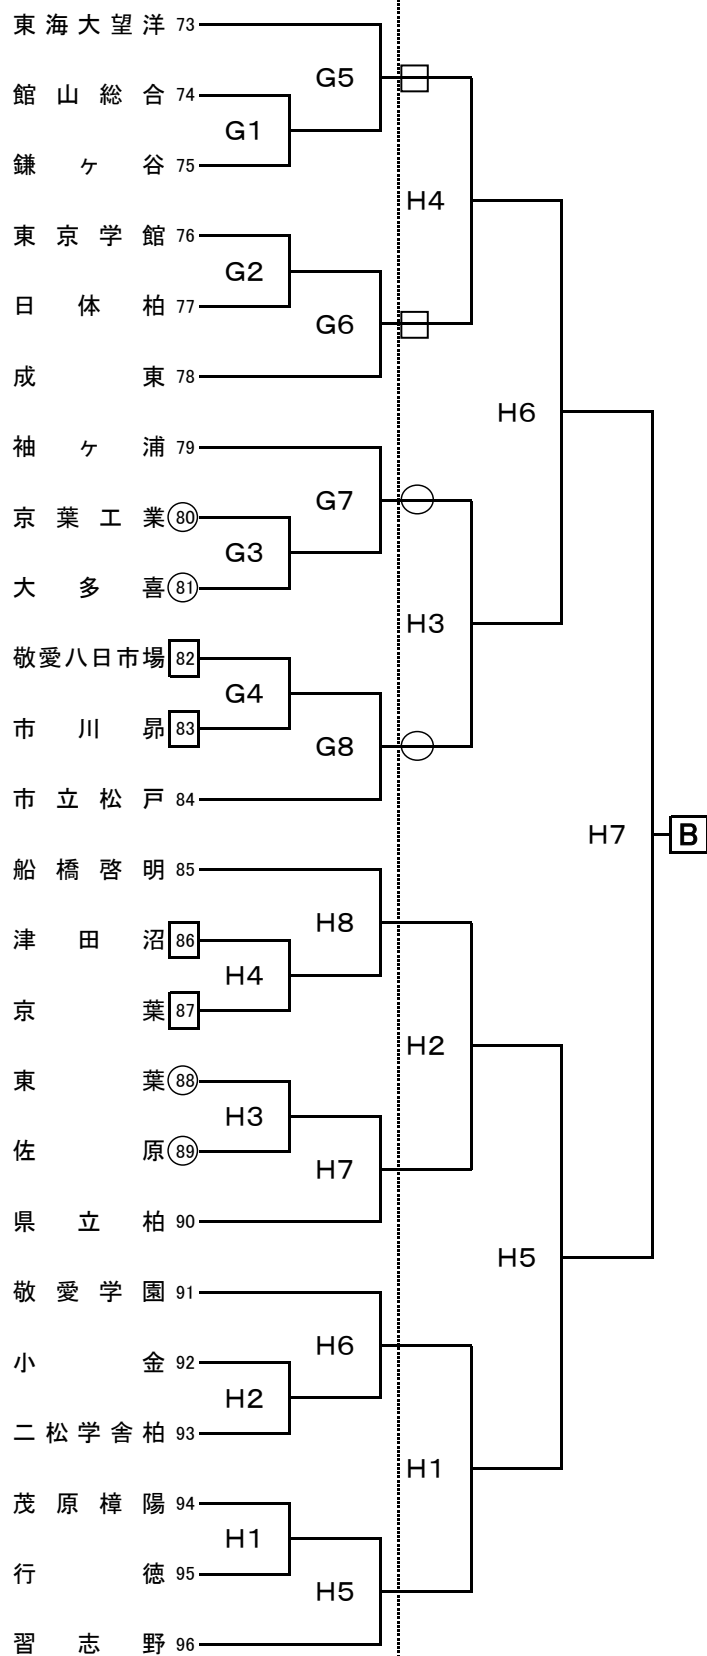 東海大望洋 73
G5
館山総合 74
G1
鎌ヶ谷 75
H4
東京学館 76
G2
日体柏 77
G6
成東 78
H6
袖ヶ浦 79
G7
京葉工業 80
G3
大多喜 81
H3
敬愛八日市場 82
G4
市川昴 83
G8
市立松戸 84
H7 B
船橋啓明 85
H8
津田沼 86
H4
京葉 87
H2
東葉 88
H3
佐原 89
H7
県立柏 90
H5
敬愛学園 91
H6
小金 92
H2
二松学舎柏 93
H1
茂原樟陽 94
H1
行徳 95
H5
習志野 96